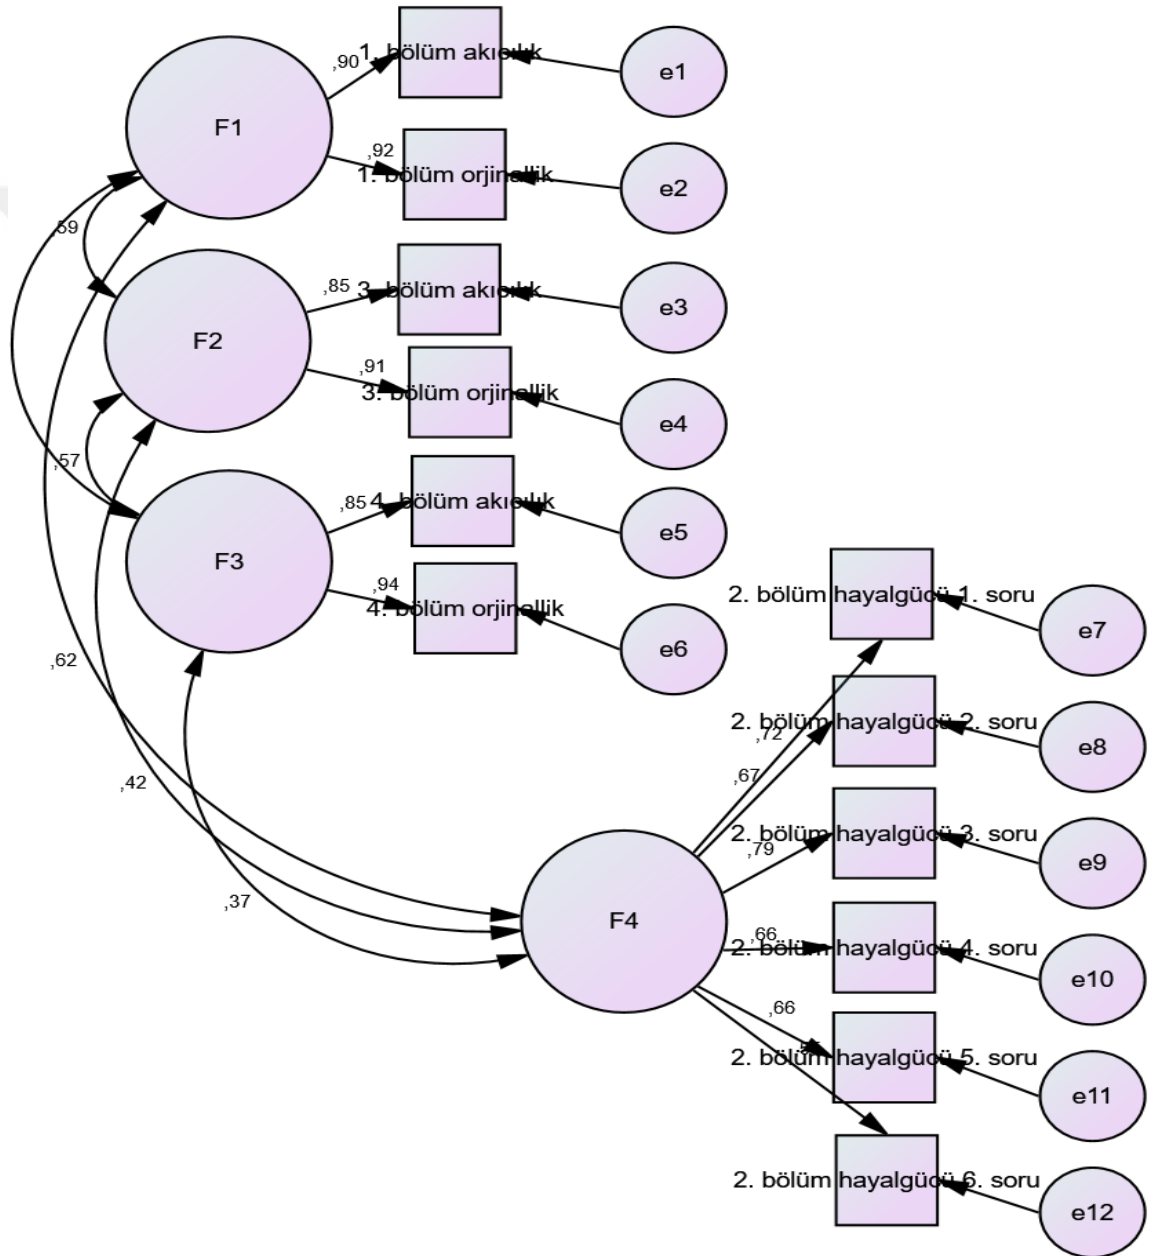 F1
,90
1. bölüm akıcılık
e1
,92
1. bölüm orjinallik
e2
,59
F2
,85
3. bölüm akıcılık
e3
,91
3. bölüm orjinallik
e4
,57
F3
,85
4. bölüm akıcılık
e5
,94
4. bölüm orjinallik
e6
,62
,42
,37
F4
,72
2. bölüm hayalgücü 1. soru
e7
,67
2. bölüm hayalgücü 2. soru
e8
,79
2. bölüm hayalgücü 3. soru
e9
,66
2. bölüm hayalgücü 4. soru
e10
,66
2. bölüm hayalgücü 5. soru
e11
2. bölüm hayalgücü 6. soru
e12